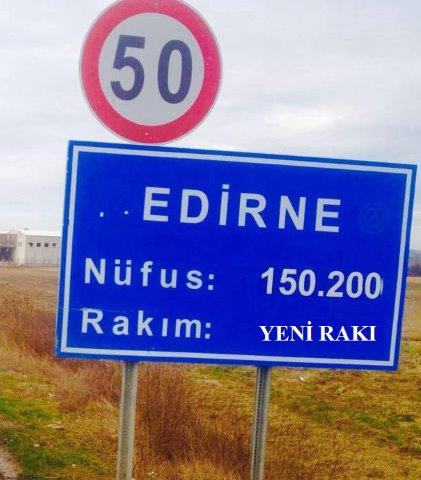 50
EDİRNE
Nüfus: 150.200
Rakım: YENİ RAKI